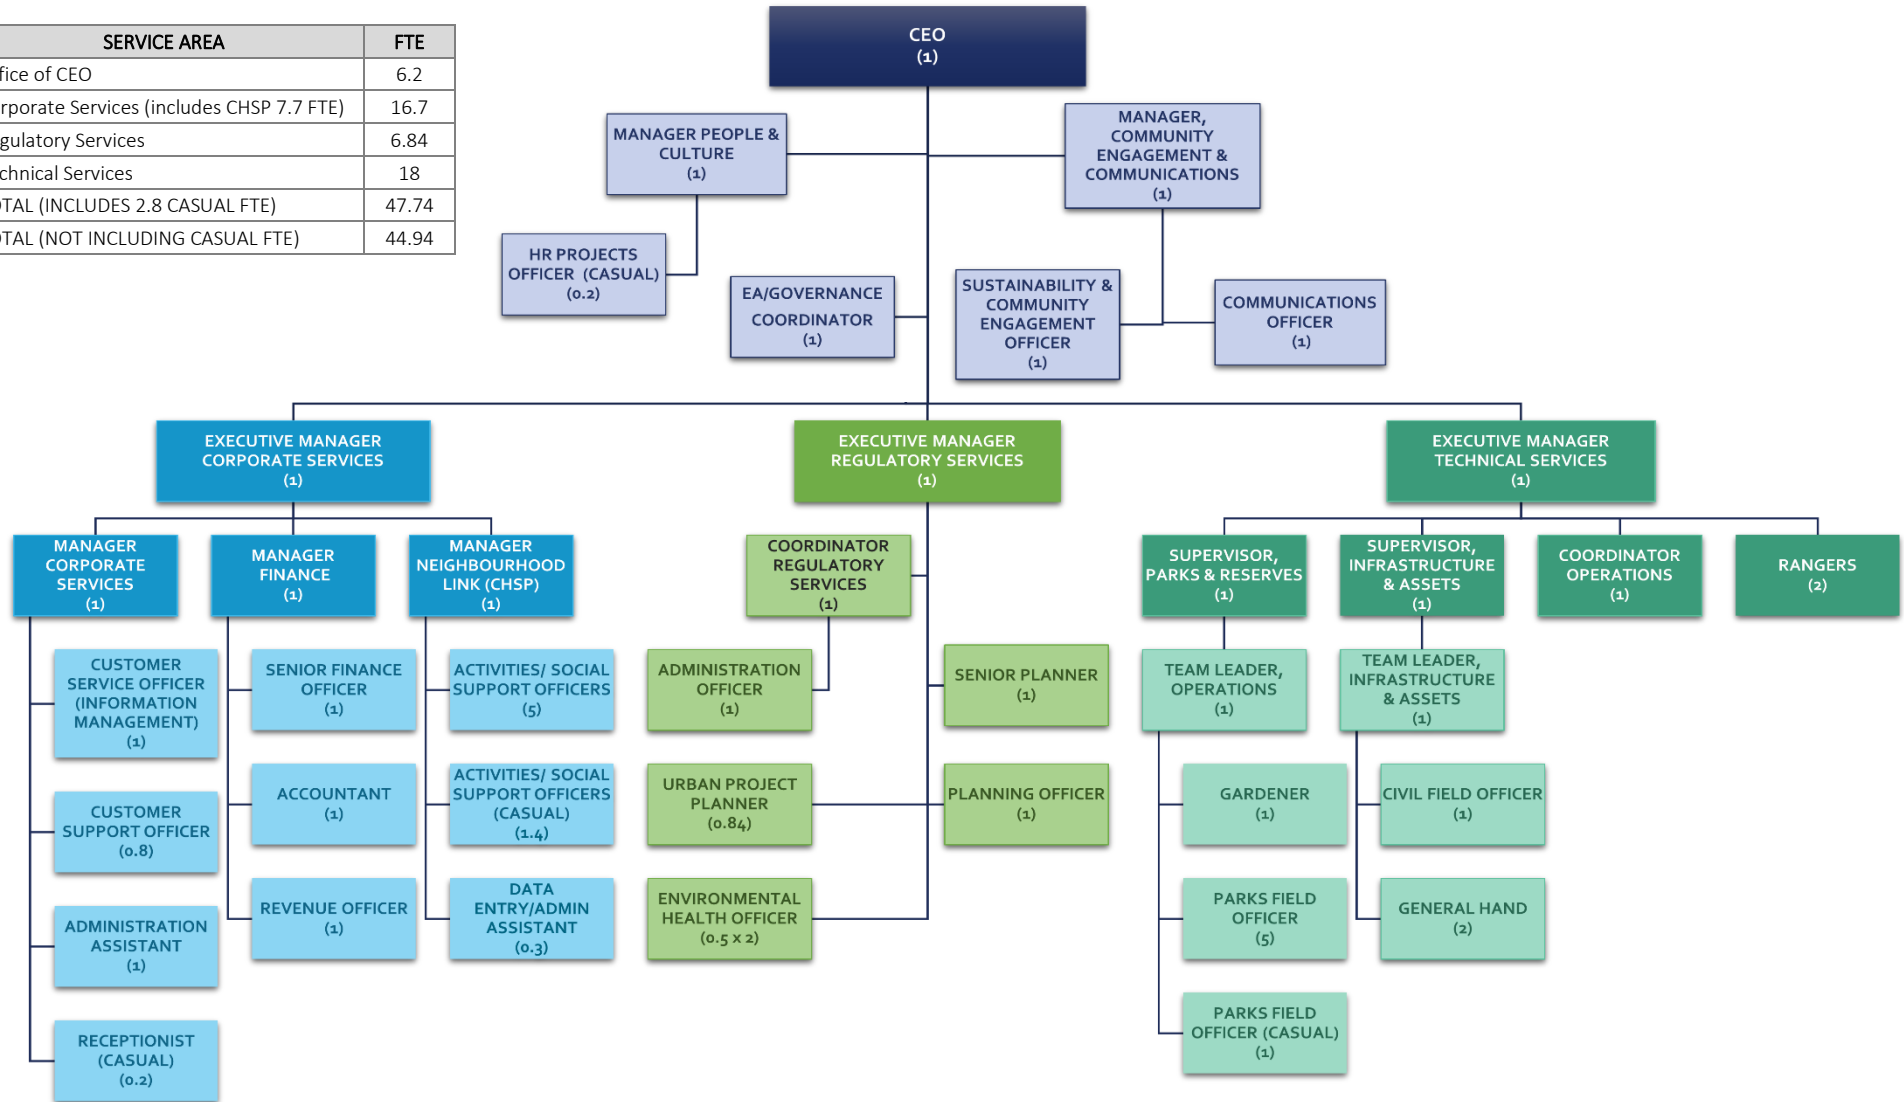 SERVICE AREA FTE
fice of CEO 6.2
rporate Services (includes CHSP 7.7 FTE) 16.7
gulatory Services 6.84
chnical Services 18
OTAL (INCLUDES 2.8 CASUAL FTE) 47.74
OTAL (NOT INCLUDING CASUAL FTE) 44.94
CEO
(1)
MANAGER PEOPLE &
CULTURE
(1)
MANAGER,
COMMUNITY
ENGAGEMENT &
COMMUNICATIONS
(1)
HR PROJECTS
OFFICER (CASUAL)
(0.2)
EA/GOVERNANCE
COORDINATOR
(1)
SUSTAINABILITY &
COMMUNITY
ENGAGEMENT
OFFICER
(1)
COMMUNICATIONS
OFFICER
(1)
EXECUTIVE MANAGER
CORPORATE SERVICES
(1)
EXECUTIVE MANAGER
REGULATORY SERVICES
(1)
EXECUTIVE MANAGER
TECHNICAL SERVICES
(1)
MANAGER
CORPORATE
SERVICES
(1)
MANAGER
FINANCE
(1)
MANAGER
NEIGHBOURHOOD
LINK (CHSP)
(1)
COORDINATOR
REGULATORY
SERVICES
(1)
SUPERVISOR,
PARKS & RESERVES
(1)
SUPERVISOR,
INFRASTRUCTURE
& ASSETS
(1)
COORDINATOR
OPERATIONS
(1)
RANGERS
(2)
CUSTOMER
SERVICE OFFICER
(INFORMATION
MANAGEMENT)
(1)
SENIOR FINANCE
OFFICER
(1)
ACTIVITIES/ SOCIAL
SUPPORT OFFICERS
(5)
ADMINISTRATION
OFFICER
(1)
SENIOR PLANNER
(1)
TEAM LEADER,
OPERATIONS
(1)
TEAM LEADER,
INFRASTRUCTURE
& ASSETS
(1)
CUSTOMER
SUPPORT OFFICER
(0.8)
ACCOUNTANT
(1)
ACTIVITIES/ SOCIAL
SUPPORT OFFICERS
(CASUAL)
(1.4)
URBAN PROJECT
PLANNER
(0.84)
PLANNING OFFICER
(1)
GARDENER
(1)
CIVIL FIELD OFFICER
(1)
ADMINISTRATION
ASSISTANT
(1)
REVENUE OFFICER
(1)
DATA
ENTRY/ADMIN
ASSISTANT
(0.3)
ENVIRONMENTAL
HEALTH OFFICER
(0.5 x 2)
PARKS FIELD
OFFICER
(5)
GENERAL HAND
(2)
RECEPTIONIST
(CASUAL)
(0.2)
PARKS FIELD
OFFICER (CASUAL)
(1)